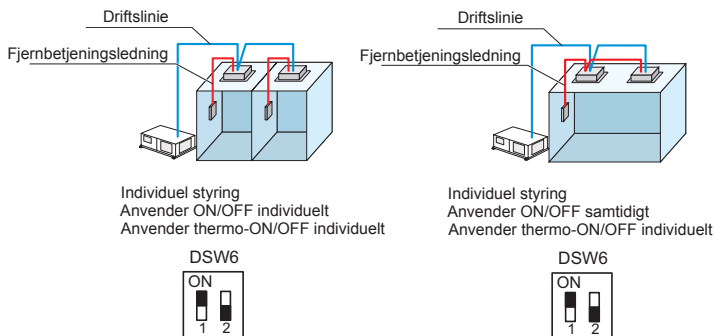 Driftslinie
Fjernbetjeningsledning
Individuel styring
Anvender ON/OFF individuelt
Anvender thermo-ON/OFF individuelt
DSW6
ON
1 2
Driftslinie
Fjernbetjeningsledning
Individuel styring
Anvender ON/OFF samtidigt
Anvender thermo-ON/OFF individuelt
DSW6
ON
1 2